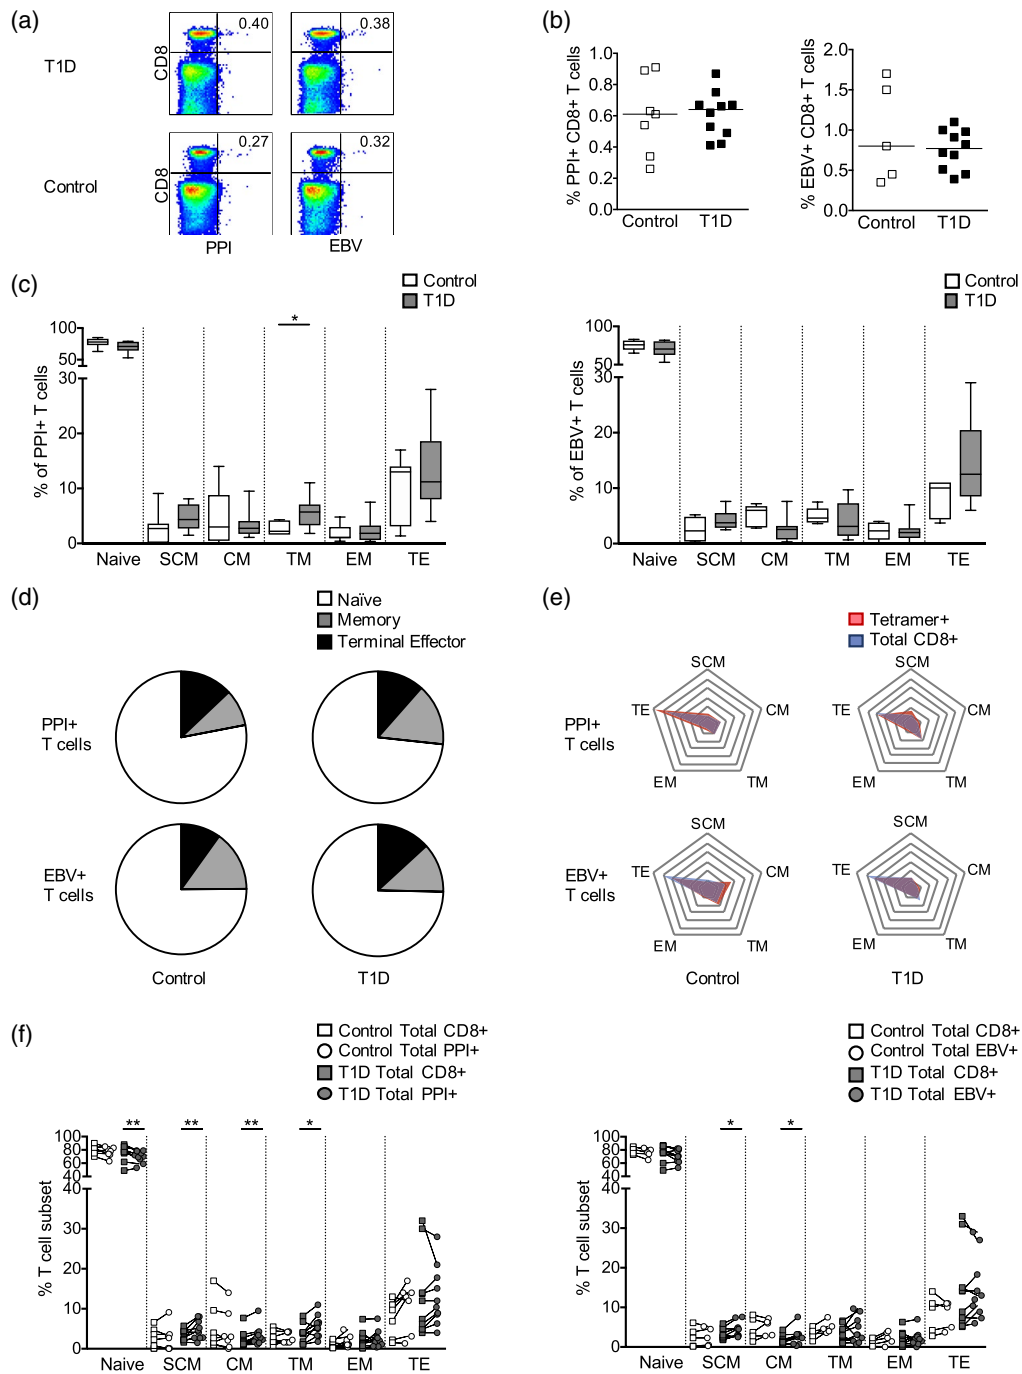 (a)
0.40
0.38
T1D
CD8
0.27
0.32
Control
CD8
PPI
EBV
(b)
% PPI+ CD8+ T cells
1.0
0.8
0.6
0.4
0.2
0.0
Control
T1D
% EBV+ CD8+ T cells
2.0
1.5
1.0
0.5
0.0
Control
T1D
(c)
Control
T1D
% of PPI+ T cells
100
50
30
20
10
0
*
Naive
SCM
CM
TM
EM
TE
Control
T1D
% of EBV+ T cells
100
50
30
20
10
0
Naive
SCM
CM
TM
EM
TE
(d)
Naïve
Memory
Terminal Effector
PPI+
T cells
EBV+
T cells
Control
T1D
(e)
Tetramer+
Total CD8+
PPI+
T cells
SCM
CM
TM
EM
TE
SCM
CM
TM
EM
TE
EBV+
T cells
SCM
CM
TM
EM
TE
SCM
CM
TM
EM
TE
Control
T1D
(f)
Control Total CD8+
Control Total PPI+
T1D Total CD8+
T1D Total PPI+
% T cell subset
100
80
60
40
40
30
20
10
0
**
**
**
*
Naive
SCM
CM
TM
EM
TE
Control Total CD8+
Control Total EBV+
T1D Total CD8+
T1D Total EBV+
% T cell subset
100
80
60
40
40
30
20
10
0
*
*
Naive
SCM
CM
TM
EM
TE